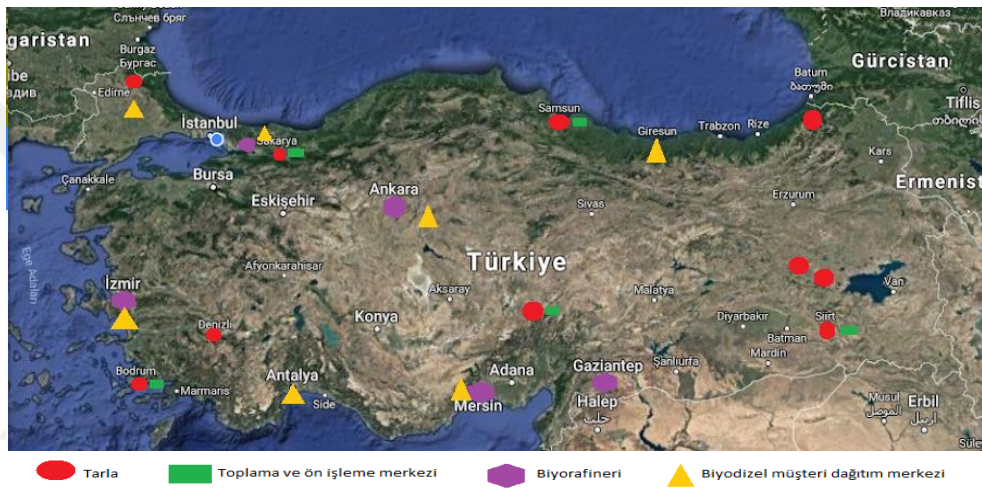 Слънчев бряг
garistan
Burgaz
Бургас
ibe
вдив
Edirne
İstanbul
Sakarya
Bursa
Çanakkale
Eskişehir
Ankara
Samsun
Giresun
Trabzon
Rize
Batum
ბათუმი
Владикавказ
Gürcistan
Tiflis
თბილისი
Kars
Ermenist
Erzurum
Sivas
Türkiye
Ege Adaları
Afyonkarahisar
İzmir
Aksaray
Konya
Malatya
Van
Diyarbakır
Siirt
Batman
Mardin
Denizli
Bodrum
Marmaris
Antalya
Side
Mersin
Adana
Gaziantep
Şanlıurfa
Halep
حلب
Musul
الموصل
Erbil
اربيل
Süle
Tarla
Toplama ve ön işleme merkezi
Biyorafineri
Biyodizel müşteri dağıtım merkezi